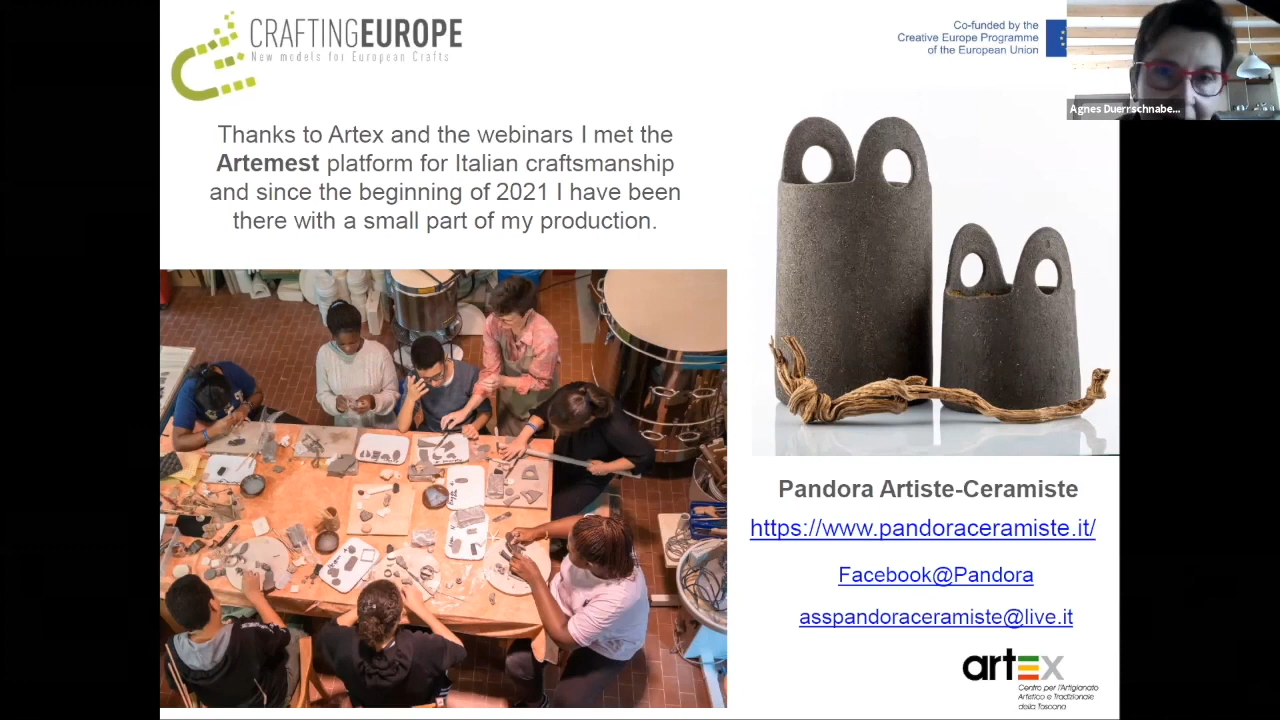 CRAFTINGEUROPE
New models for European Crafts
Co-funded by the
Creative Europe Programme
of the European Union
Agnes Duerrschnabe...
Thanks to Artex and the webinars I met the
Artemest platform for Italian craftsmanship
and since the beginning of 2021 I have been
there with a small part of my production.
Pandora Artiste-Ceramiste
https://www.pandoraceramiste.it/
Facebook@Pandora
asspandoraceramiste@live.it
artex
Centro per l'Artigianato
Artistico e Tradizionale
della Toscana